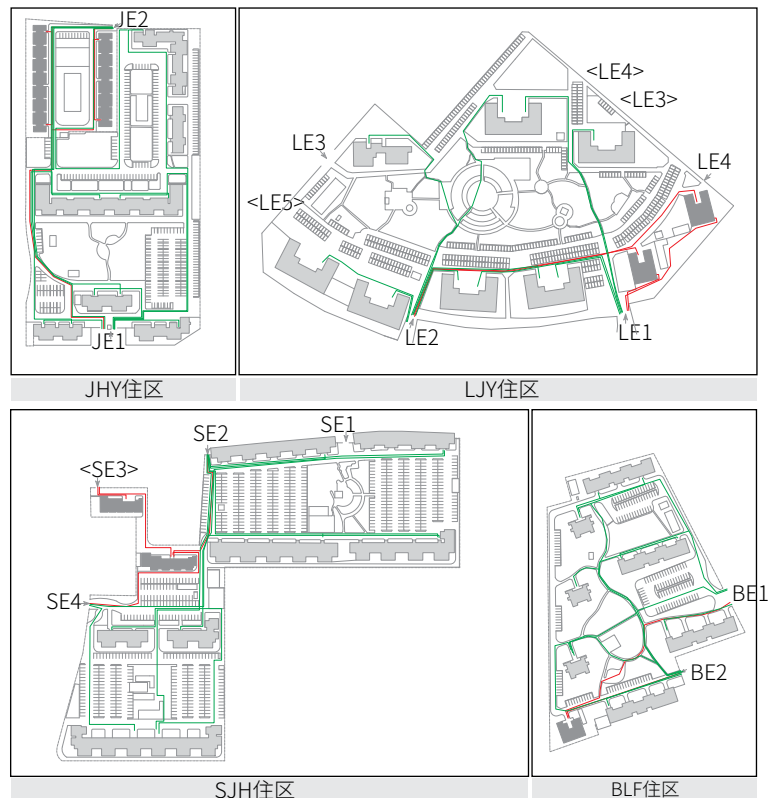 JE2
JE1
JHY住区
<LE4>
<LE3>
LE3
LE4
<LE5>
LE2
LE1
LJY住区
SE1
SE2
<SE3>
SE4
SJH住区
BE1
BE2
BLF住区